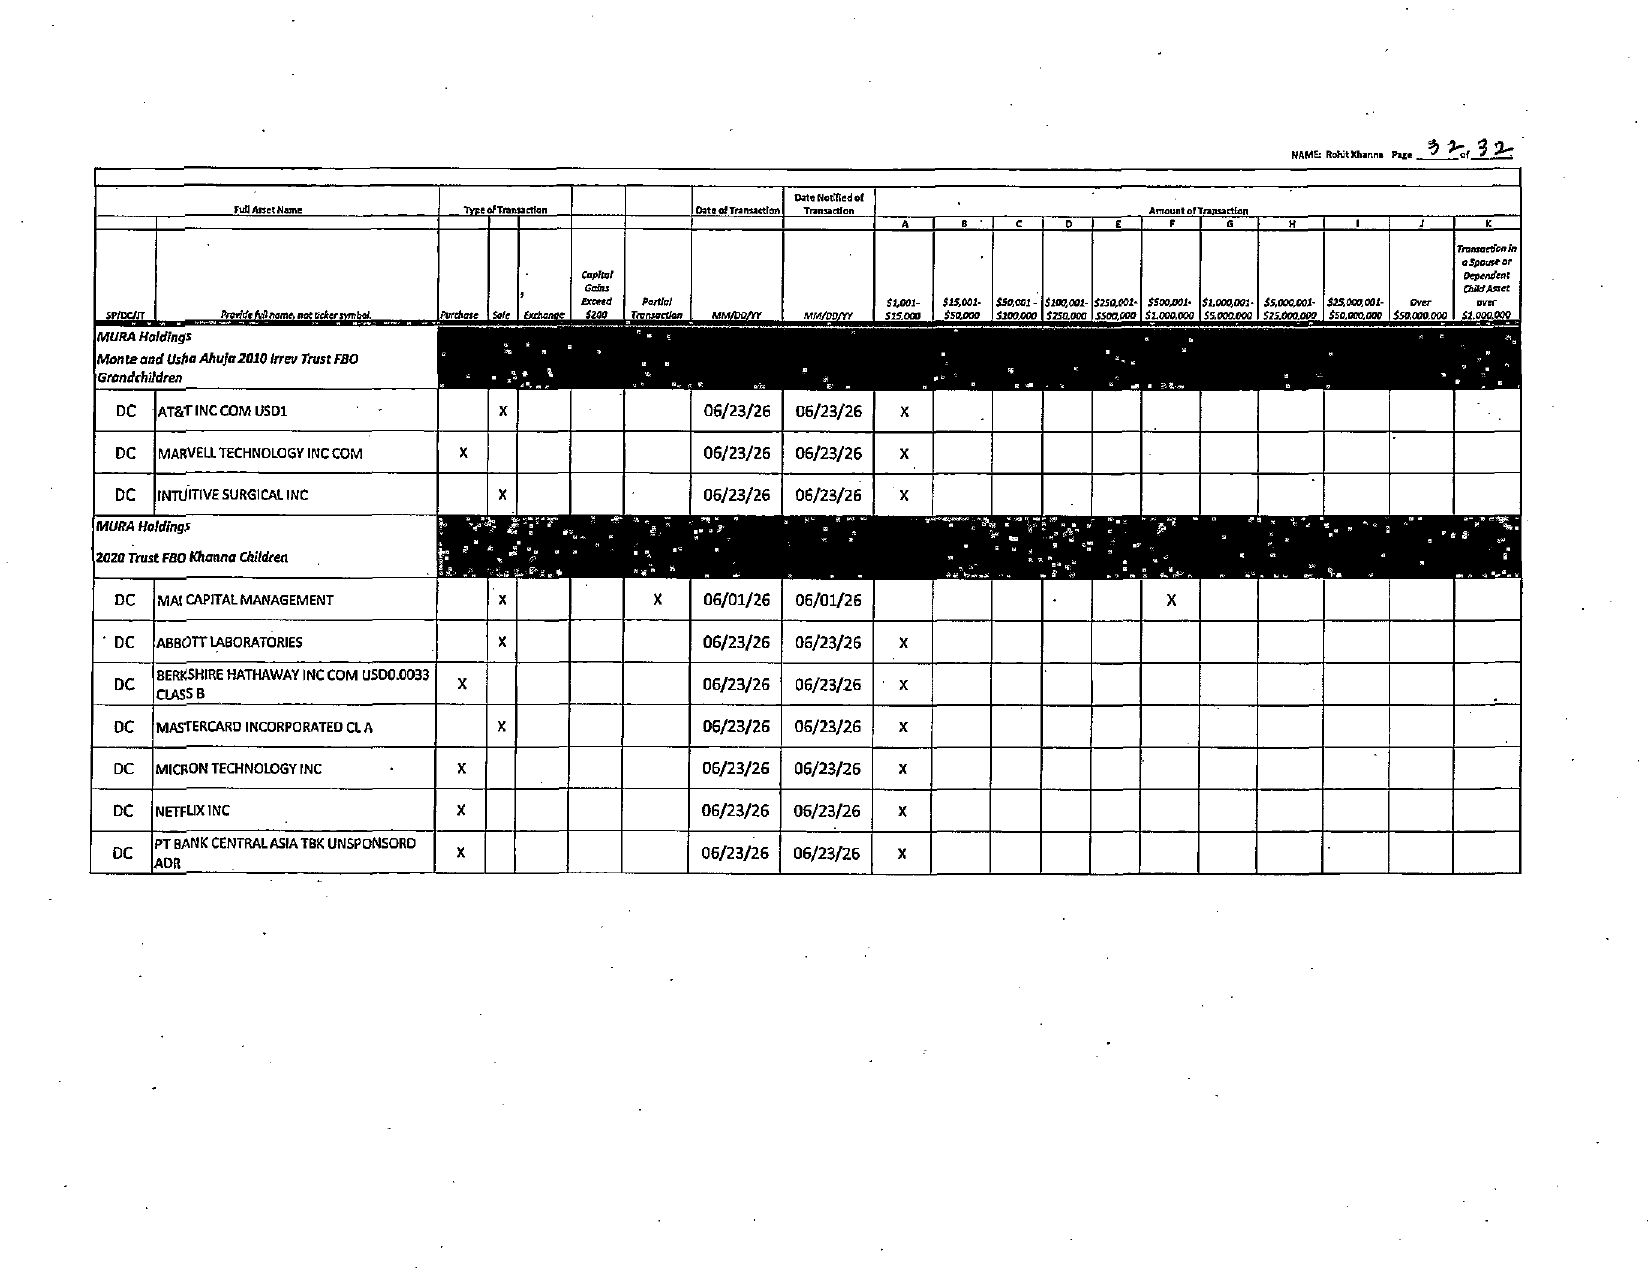 NAME: Rohit Khanna Page 32 of 32
Full Asset Name Type of Transaction Date of Transaction Date Notified of Transaction Amount of Transaction
A B C D E F G H I J K
SP/DC/JT Provide full name, not ticker symbol. Purchase Sale Exchange Capital Gains Exceed $200 Partial Transaction MM/DD/YY MM/DD/YY $1,001-$15,000 $15,001-$50,000 $50,001 - $100,000 $100,001-$250,000 $250,001-$500,000 $500,001-$1,000,000 $1,000,001-$5,000,000 $5,000,001-$25,000,000 $25,000,001-$50,000,000 Over $50,000,000 Transaction in a Spouse or Dependent Child Asset over $1,000,000
MURA Holdings
Monte and Usha Ahuja 2010 Irrev Trust FBO
Grandchildren
DC AT&T INC COM USD1 X 06/23/26 06/23/26 X
DC MARVELL TECHNOLOGY INC COM X 06/23/26 06/23/26 X
DC INTUITIVE SURGICAL INC X 06/23/26 06/23/26 X
MURA Holdings
2020 Trust FBO Khanna Children
DC MAI CAPITAL MANAGEMENT X X 06/01/26 06/01/26 X
DC ABBOTT LABORATORIES X 06/23/26 06/23/26 X
DC BERKSHIRE HATHAWAY INC COM USD0.0033
CLASS B X 06/23/26 06/23/26 X
DC MASTERCARD INCORPORATED CL A X 06/23/26 06/23/26 X
DC MICRON TECHNOLOGY INC X 06/23/26 06/23/26 X
DC NETFLIX INC X 06/23/26 06/23/26 X
DC PT BANK CENTRAL ASIA TBK UNSPONSORD
ADR X 06/23/26 06/23/26 X